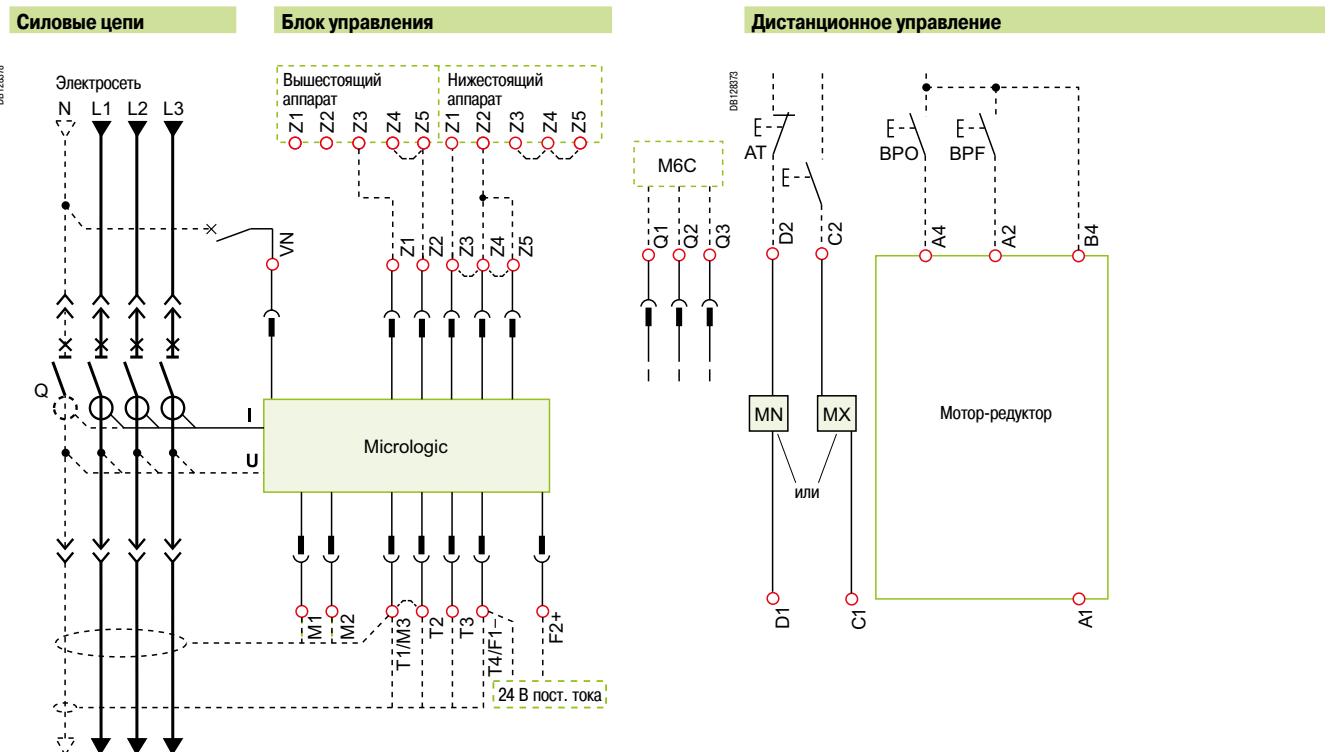 Силовые цепи
Блок управления
Дистанционное управление
DB128373
Электросеть
N L1 L2 L3
Вышестоящий
аппарат
Нижестоящий
аппарат
Z1 Z2 Z3 Z4 Z5 Z1 Z2 Z3 Z4 Z5
VN
Z1 Z2 Z3 Z4 Z5
M6C
Q1 Q2 Q3
AT
BPO
BPF
D2 C2
A4 A2 B4
Q
I
U
Micrologic
MN
MX
или
Мотор-редуктор
M1 M2 T1/M3 T2 T3 T4/F1– F2+
D1 C1 A1
24 В пост. тока